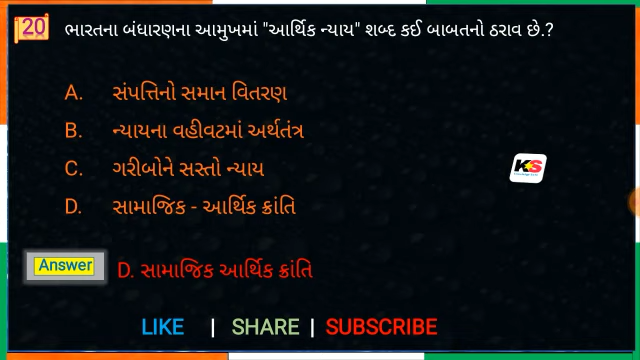 20 ભારતના બંધારણના આમુખમાં "આર્થિક ન્યાય" શબ્દ કઈ બાબતનો ઠરાવ છે.?
A. સંપત્તિનો સમાન વિતરણ
B. ન્યાયના વહીવટમાં અર્થતંત્ર
C. ગરીબોને સસ્તો ન્યાય
KS
D. સામાજિક - આર્થિક ક્રાંતિ
Answer D. સામાજિક આર્થિક ક્રાંતિ
LIKE | SHARE | SUBSCRIBE